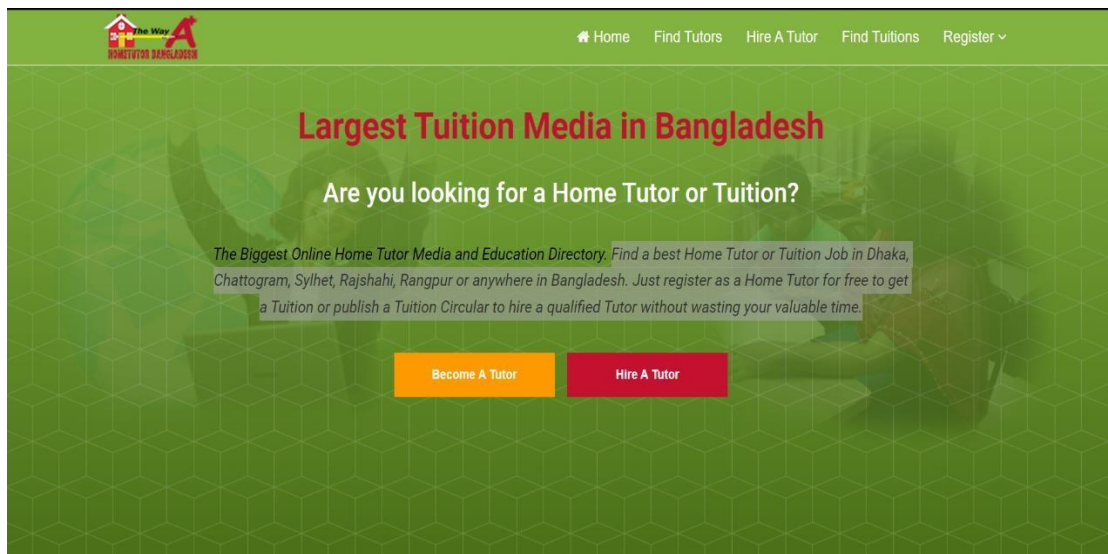 The Way A+
HOMETUTOR BANGLADESH
Home Find Tutors Hire A Tutor Find Tuitions Register
Largest Tuition Media in Bangladesh
Are you looking for a Home Tutor or Tuition?
The Biggest Online Home Tutor Media and Education Directory. Find a best Home Tutor or Tuition Job in Dhaka,
Chattogram, Sylhet, Rajshahi, Rangpur or anywhere in Bangladesh. Just register as a Home Tutor for free to get
a Tuition or publish a Tuition Circular to hire a qualified Tutor without wasting your valuable time.
Become A Tutor Hire A Tutor